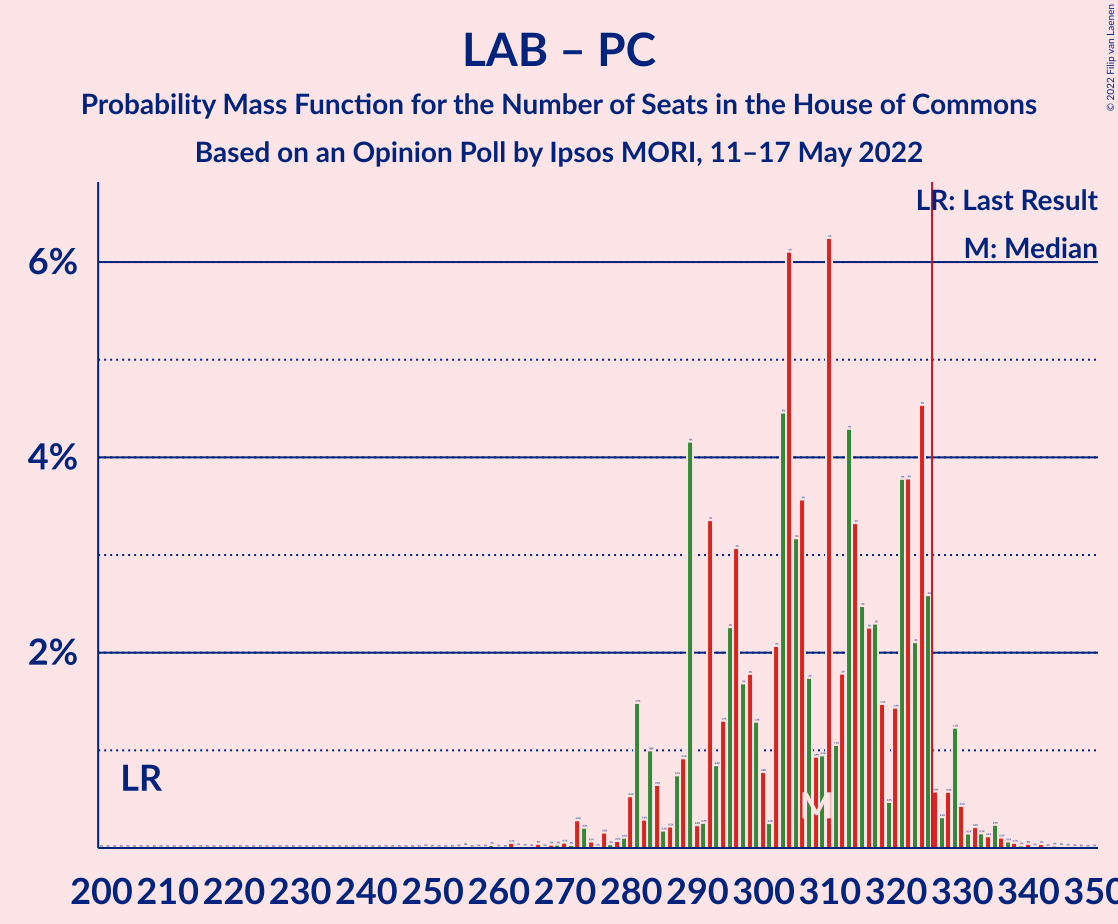 LAB – PC
Probability Mass Function for the Number of Seats in the House of Commons
Based on an Opinion Poll by Ipsos MORI, 11–17 May 2022
© 2022 Filip van Laenen
LR: Last Result
M: Median
6%
4%
2%
LR
M
200 210 220 230 240 250 260 270 280 290 300 310 320 330 340 350